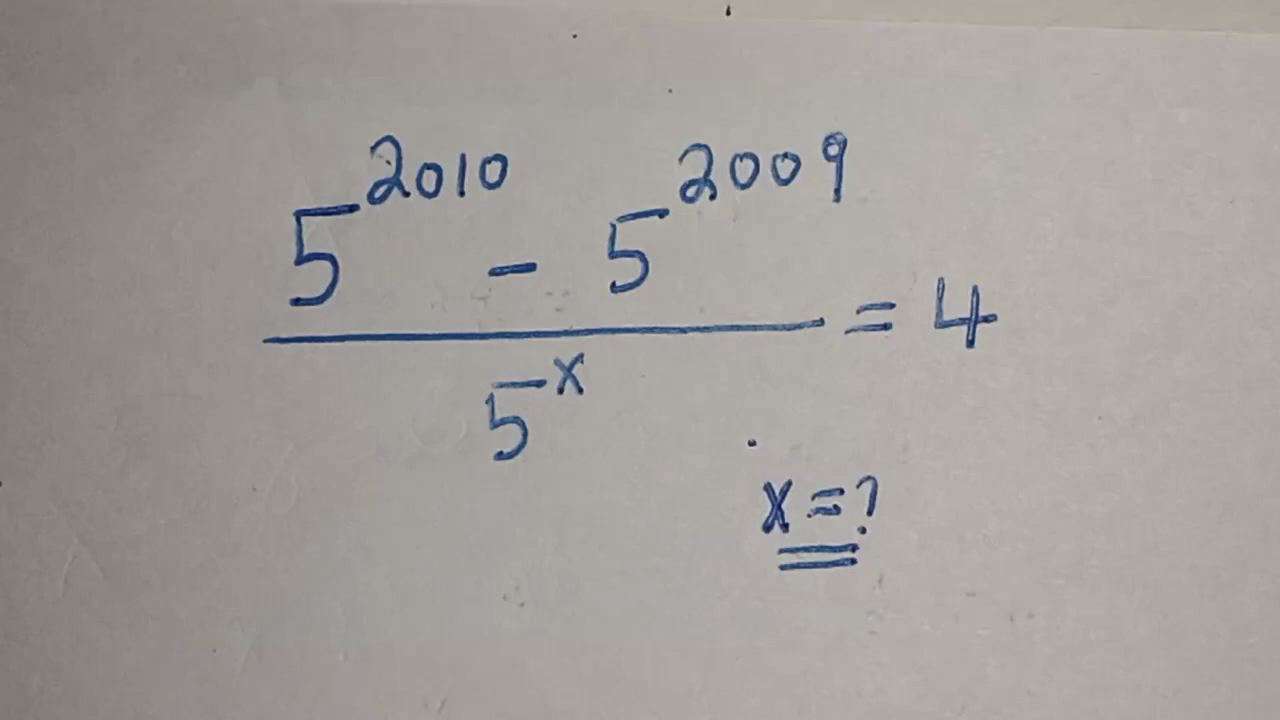 5^2010 - 5^2009 / 5^x = 4
x = ?